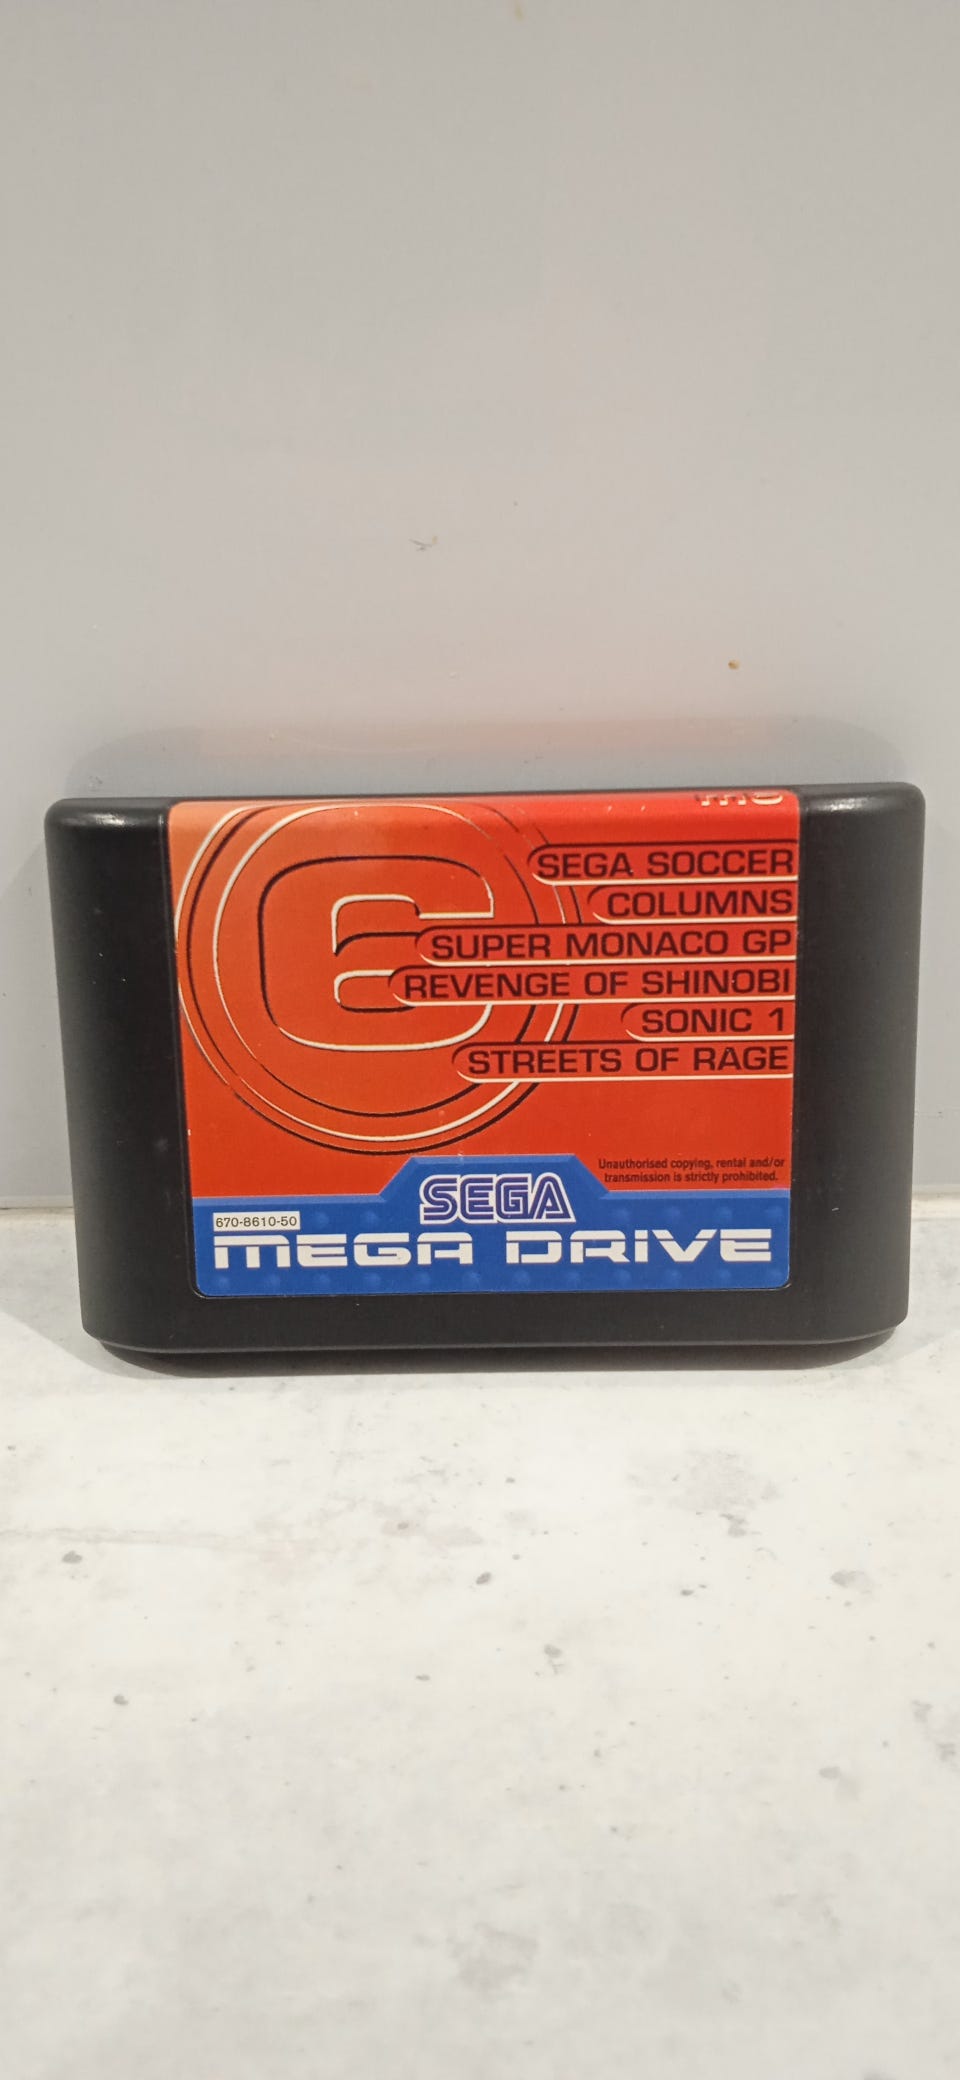 6
SEGA SOCCER
COLUMNS
SUPER MONACO GP
REVENGE OF SHINOBI
SONIC 1
STREETS OF RAGE
Unauthorised copying, rental and/or
transmission is strictly prohibited.
SEGA
670-8610-50
MEGA DRIVE